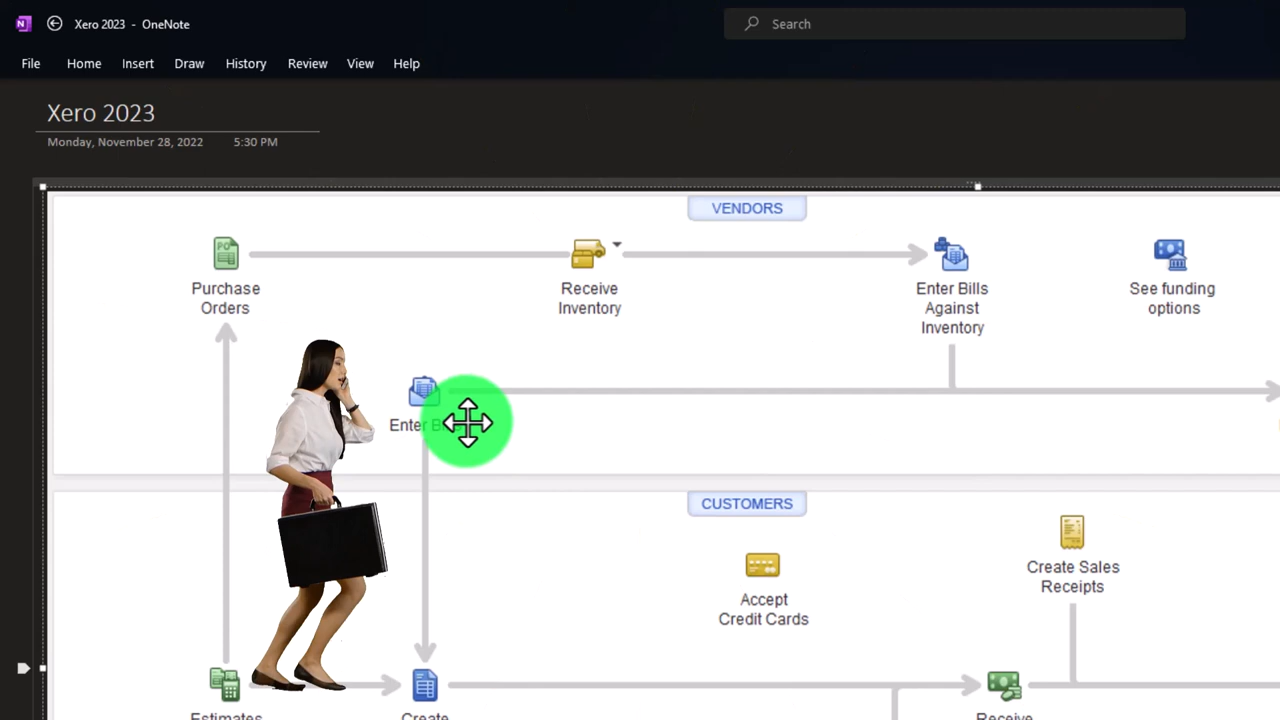 Xero 2023 - OneNote
Search
File Home Insert Draw History Review View Help
Xero 2023
Monday, November 28, 2022 5:30 PM
VENDORS
PO
Purchase
Orders
Receive
Inventory
Enter Bills
Against
Inventory
See funding
options
Enter
CUSTOMERS
Accept
Credit Cards
Create Sales
Receipts
Estimates
Create
Receive